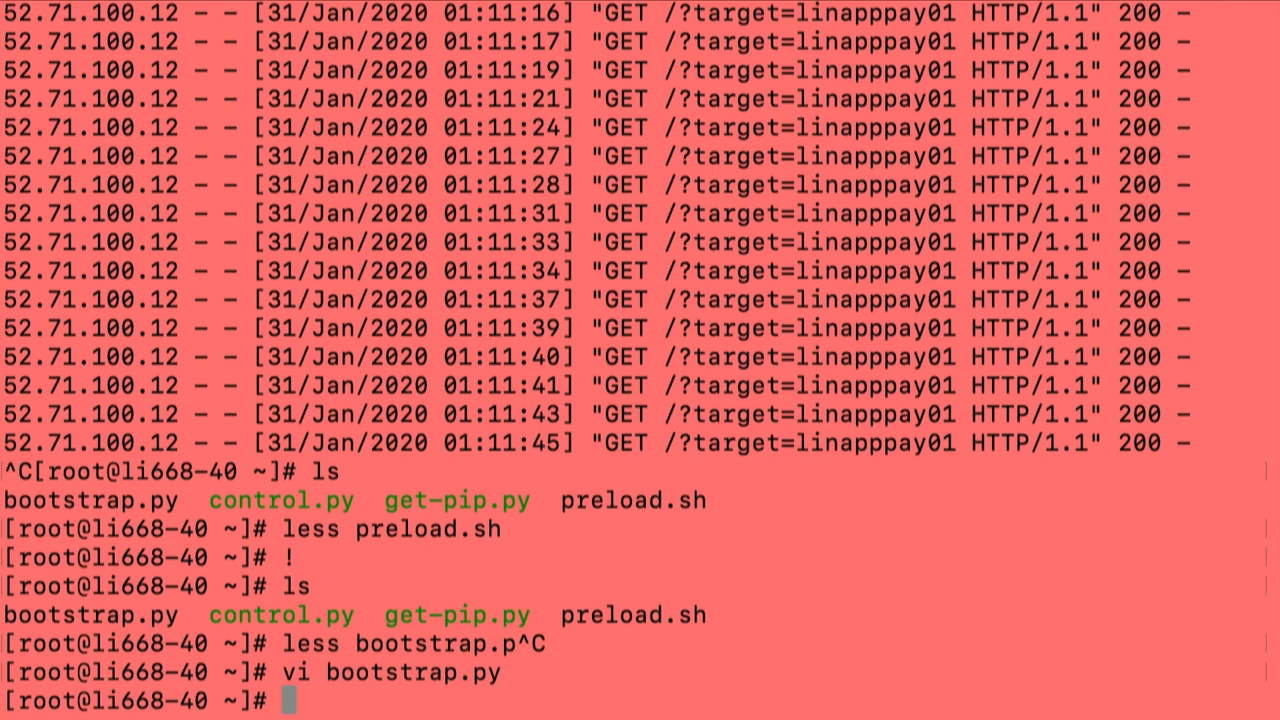 52.71.100.12 - - [31/Jan/2020 01:11:16] "GET /?target=linapppay01 HTTP/1.1" 200 -
52.71.100.12 - - [31/Jan/2020 01:11:17] "GET /?target=linapppay01 HTTP/1.1" 200 -
52.71.100.12 - - [31/Jan/2020 01:11:19] "GET /?target=linapppay01 HTTP/1.1" 200 -
52.71.100.12 - - [31/Jan/2020 01:11:21] "GET /?target=linapppay01 HTTP/1.1" 200 -
52.71.100.12 - - [31/Jan/2020 01:11:24] "GET /?target=linapppay01 HTTP/1.1" 200 -
52.71.100.12 - - [31/Jan/2020 01:11:27] "GET /?target=linapppay01 HTTP/1.1" 200 -
52.71.100.12 - - [31/Jan/2020 01:11:28] "GET /?target=linapppay01 HTTP/1.1" 200 -
52.71.100.12 - - [31/Jan/2020 01:11:31] "GET /?target=linapppay01 HTTP/1.1" 200 -
52.71.100.12 - - [31/Jan/2020 01:11:33] "GET /?target=linapppay01 HTTP/1.1" 200 -
52.71.100.12 - - [31/Jan/2020 01:11:34] "GET /?target=linapppay01 HTTP/1.1" 200 -
52.71.100.12 - - [31/Jan/2020 01:11:37] "GET /?target=linapppay01 HTTP/1.1" 200 -
52.71.100.12 - - [31/Jan/2020 01:11:39] "GET /?target=linapppay01 HTTP/1.1" 200 -
52.71.100.12 - - [31/Jan/2020 01:11:40] "GET /?target=linapppay01 HTTP/1.1" 200 -
52.71.100.12 - - [31/Jan/2020 01:11:41] "GET /?target=linapppay01 HTTP/1.1" 200 -
52.71.100.12 - - [31/Jan/2020 01:11:43] "GET /?target=linapppay01 HTTP/1.1" 200 -
52.71.100.12 - - [31/Jan/2020 01:11:45] "GET /?target=linapppay01 HTTP/1.1" 200 -
^C[root@li668-40 ~]# ls
bootstrap.py  control.py  get-pip.py  preload.sh
[root@li668-40 ~]# less preload.sh
[root@li668-40 ~]# !
[root@li668-40 ~]# ls
bootstrap.py  control.py  get-pip.py  preload.sh
[root@li668-40 ~]# less bootstrap.p^C
[root@li668-40 ~]# vi bootstrap.py
[root@li668-40 ~]#